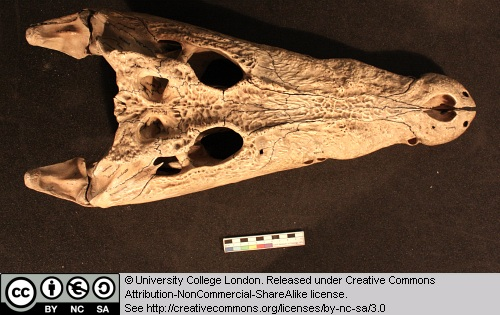 © University College London. Released under Creative Commons
Attribution-NonCommercial-ShareAlike license.
See http://creativecommons.org/licenses/by-nc-sa/3.0
cc
BY NC SA